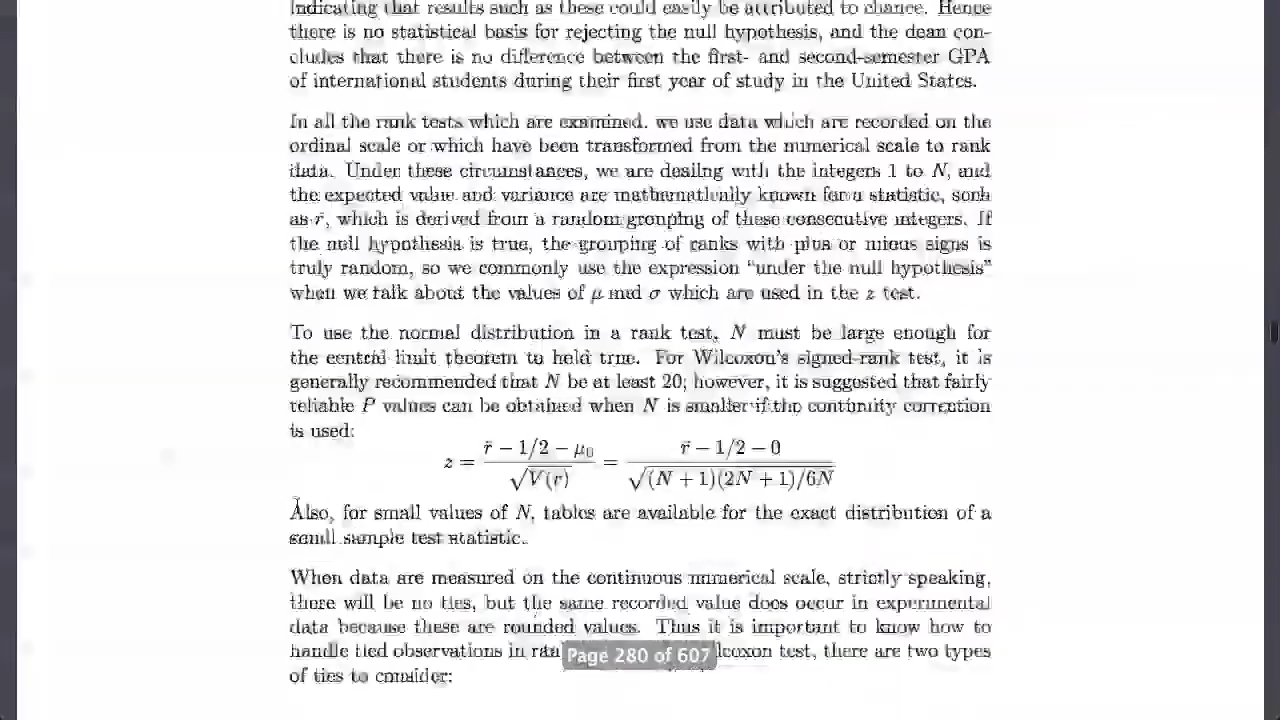 indicating that results such as these could easily be attributed to chance. Hence
there is no statistical basis for rejecting the null hypothesis, and the dean con-
cludes that there is no difference between the first- and second-semester GPA
of international students during their first year of study in the United States.
In all the rank tests which are examined, we use data which are recorded on the
ordinal scale or which have been transformed from the numerical scale to rank
data. Under these circumstances, we are dealing with the integers 1 to N, and
the expected value and variance are mathematically known for a statistic, such
as r̄, which is derived from a random grouping of these consecutive integers. If
the null hypothesis is true, the grouping of ranks with plus or minus signs is
truly random, so we commonly use the expression "under the null hypothesis"
when we talk about the values of μ and σ which are used in the z test.
To use the normal distribution in a rank test, N must be large enough for
the central limit theorem to hold true. For Wilcoxon's signed-rank test, it is
generally recommended that N be at least 20; however, it is suggested that fairly
reliable P values can be obtained when N is smaller if the continuity correction
is used:
z = (r̄ − 1/2 − μ0) / √V(r) = (r̄ − 1/2 − 0) / √(N + 1)(2N + 1)/6N
Also, for small values of N, tables are available for the exact distribution of a
small sample test statistic.
When data are measured on the continuous numerical scale, strictly speaking,
there will be no ties, but the same recorded value does occur in experimental
data because these are rounded values. Thus it is important to know how to
handle tied observations in ran Page 280 of 607 lcoxon test, there are two types
of ties to consider: